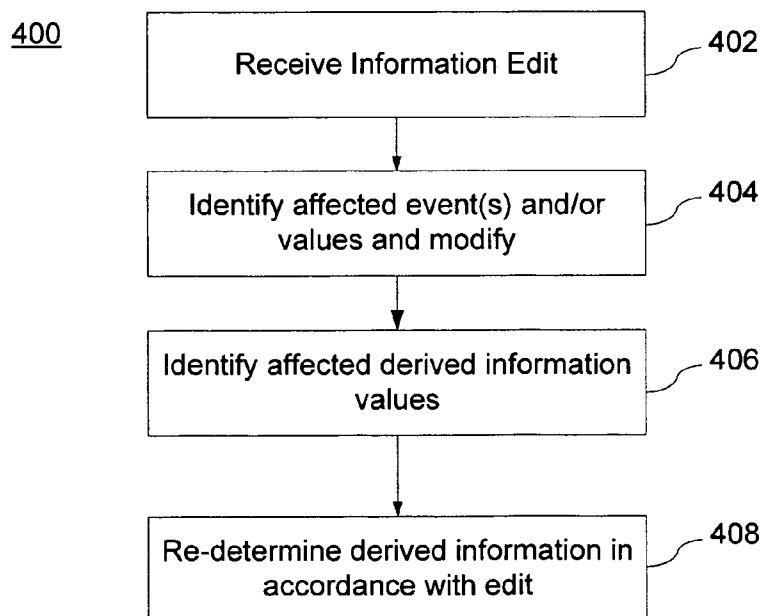 400
Receive Information Edit
402
Identify affected event(s) and/or
values and modify
404
Identify affected derived information
values
406
Re-determine derived information in
accordance with edit
408